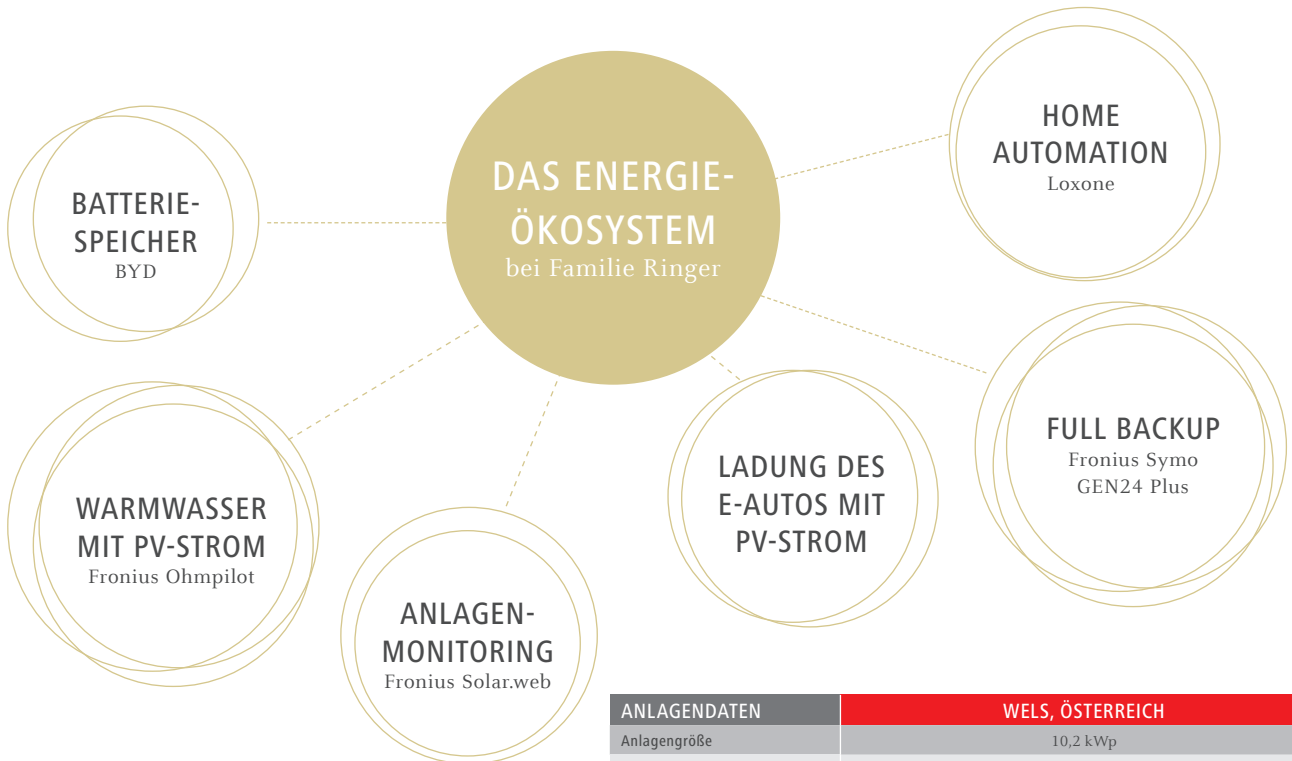 DAS ENERGIE-
ÖKOSYSTEM
bei Familie Ringer
HOME
AUTOMATION
Loxone
BATTERIE-
SPEICHER
BYD
FULL BACKUP
Fronius Symo
GEN24 Plus
LADUNG DES
E-AUTOS MIT
PV-STROM
WARMWASSER
MIT PV-STROM
Fronius Ohmpilot
ANLAGEN-
MONITORING
Fronius Solar.web
ANLAGENDATEN WELS, ÖSTERREICH
Anlagengröße 10,2 kWp